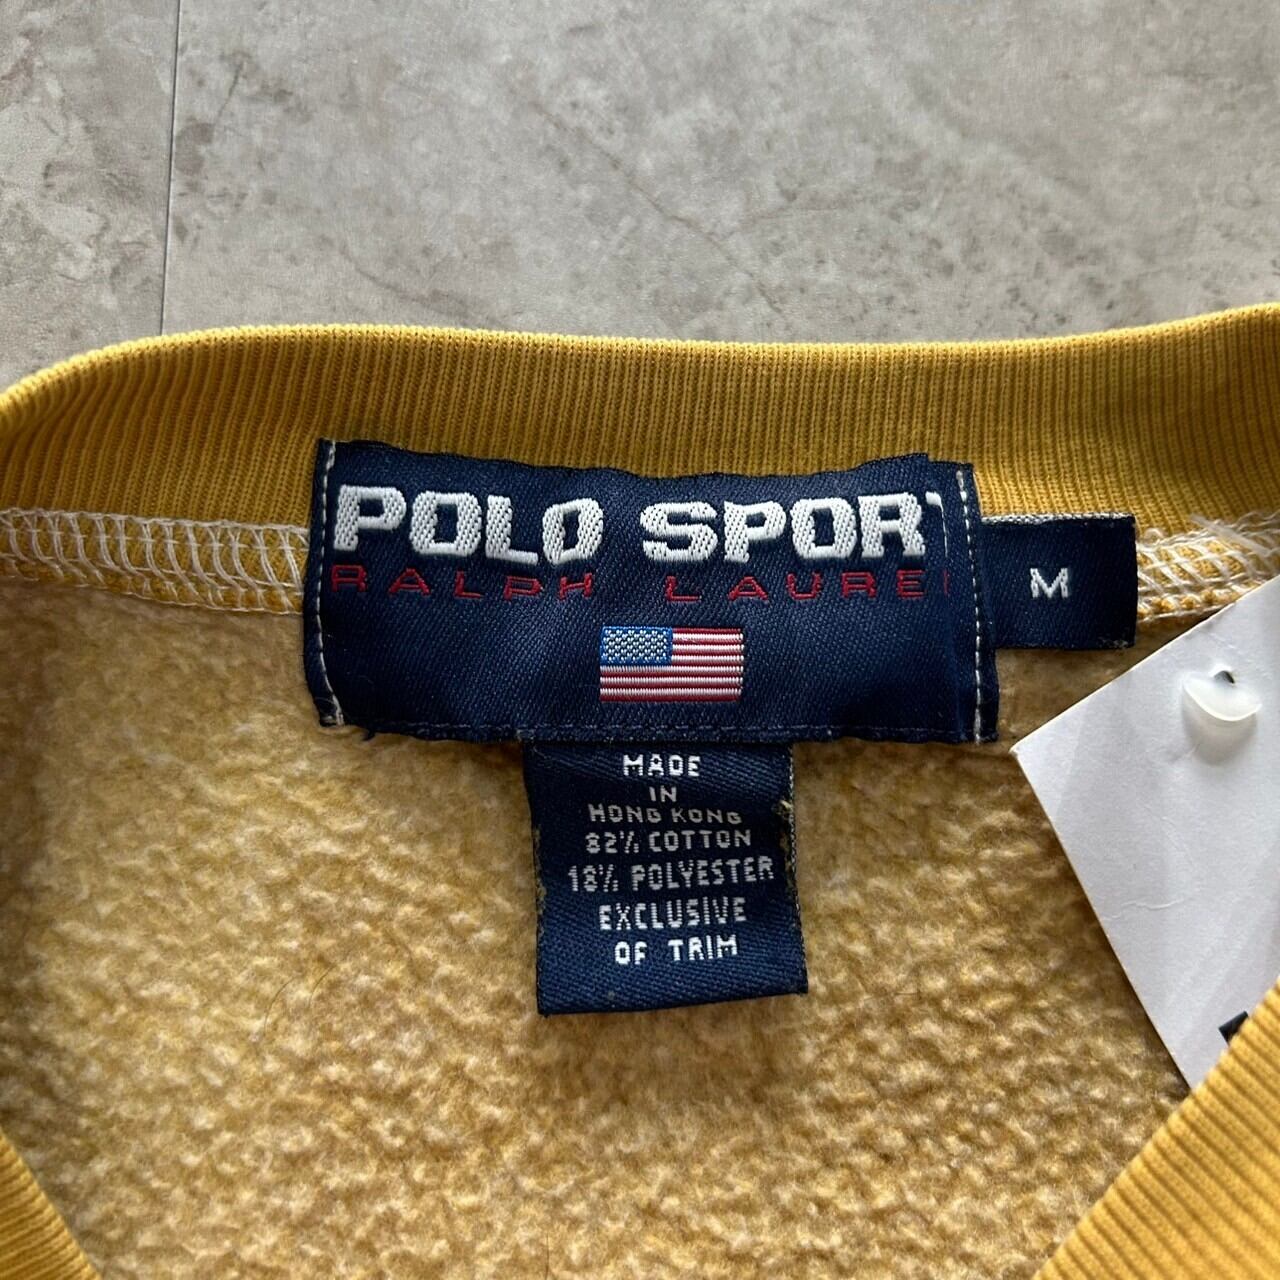 POLO SPORT
RALPH LAUREN
M
MADE
IN
HONG KONG
82% COTTON
18% POLYESTER
EXCLUSIVE
OF TRIM